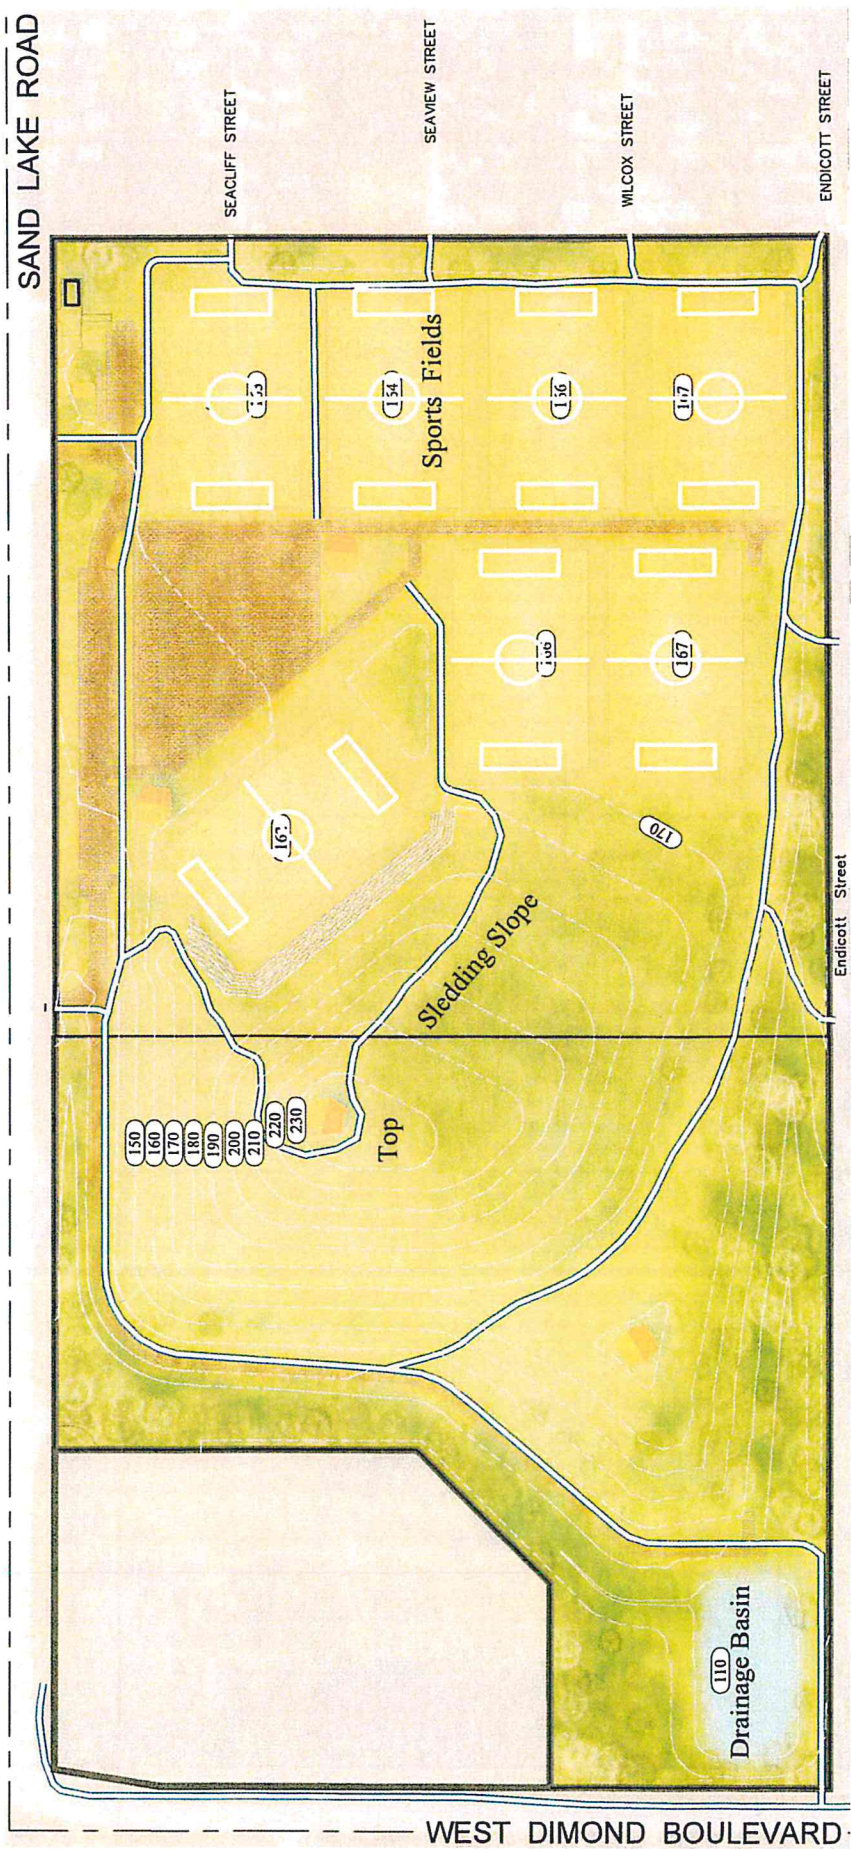 SAND LAKE ROAD
SEACLIFF STREET
SEAVIEW STREET
WILCOX STREET
ENDICOTT STREET
154
156
167
Sports Fields
167
170
Endicott Street
Sledding Slope
150
160
170
180
190
200
210
220
230
Top
110
Drainage Basin
WEST DIMOND BOULEVARD